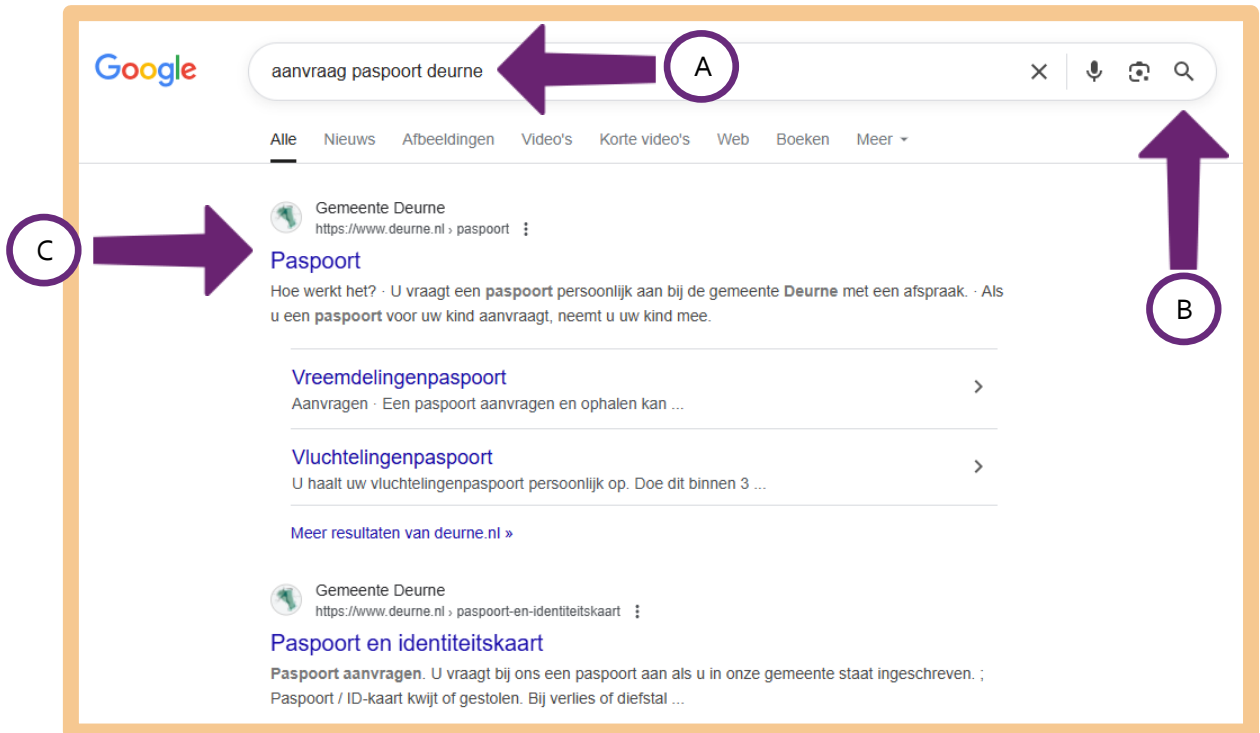 Google
aanvraag paspoort deurne
A
Alle Nieuws Afbeeldingen Video's Korte video's Web Boeken Meer
B
C
Gemeente Deurne
https://www.deurne.nl › paspoort
Paspoort
Hoe werkt het? · U vraagt een paspoort persoonlijk aan bij de gemeente Deurne met een afspraak. · Als
u een paspoort voor uw kind aanvraagt, neemt u uw kind mee.
Vreemdelingenpaspoort
Aanvragen · Een paspoort aanvragen en ophalen kan ...
Vluchtelingenpaspoort
U haalt uw vluchtelingenpaspoort persoonlijk op. Doe dit binnen 3 ...
Meer resultaten van deurne.nl »
Gemeente Deurne
https://www.deurne.nl › paspoort-en-identiteitskaart
Paspoort en identiteitskaart
Paspoort aanvragen. U vraagt bij ons een paspoort aan als u in onze gemeente staat ingeschreven. ;
Paspoort / ID-kaart kwijt of gestolen. Bij verlies of diefstal ...